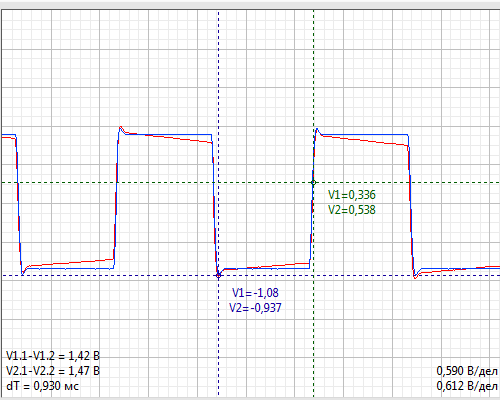 V1=0,336
V2=0,538
V1=-1,08
V2=-0,937
V1.1-V1.2 = 1,42 В
V2.1-V2.2 = 1,47 В
dT = 0,930 мс
0,590 В/дел
0,612 В/дел